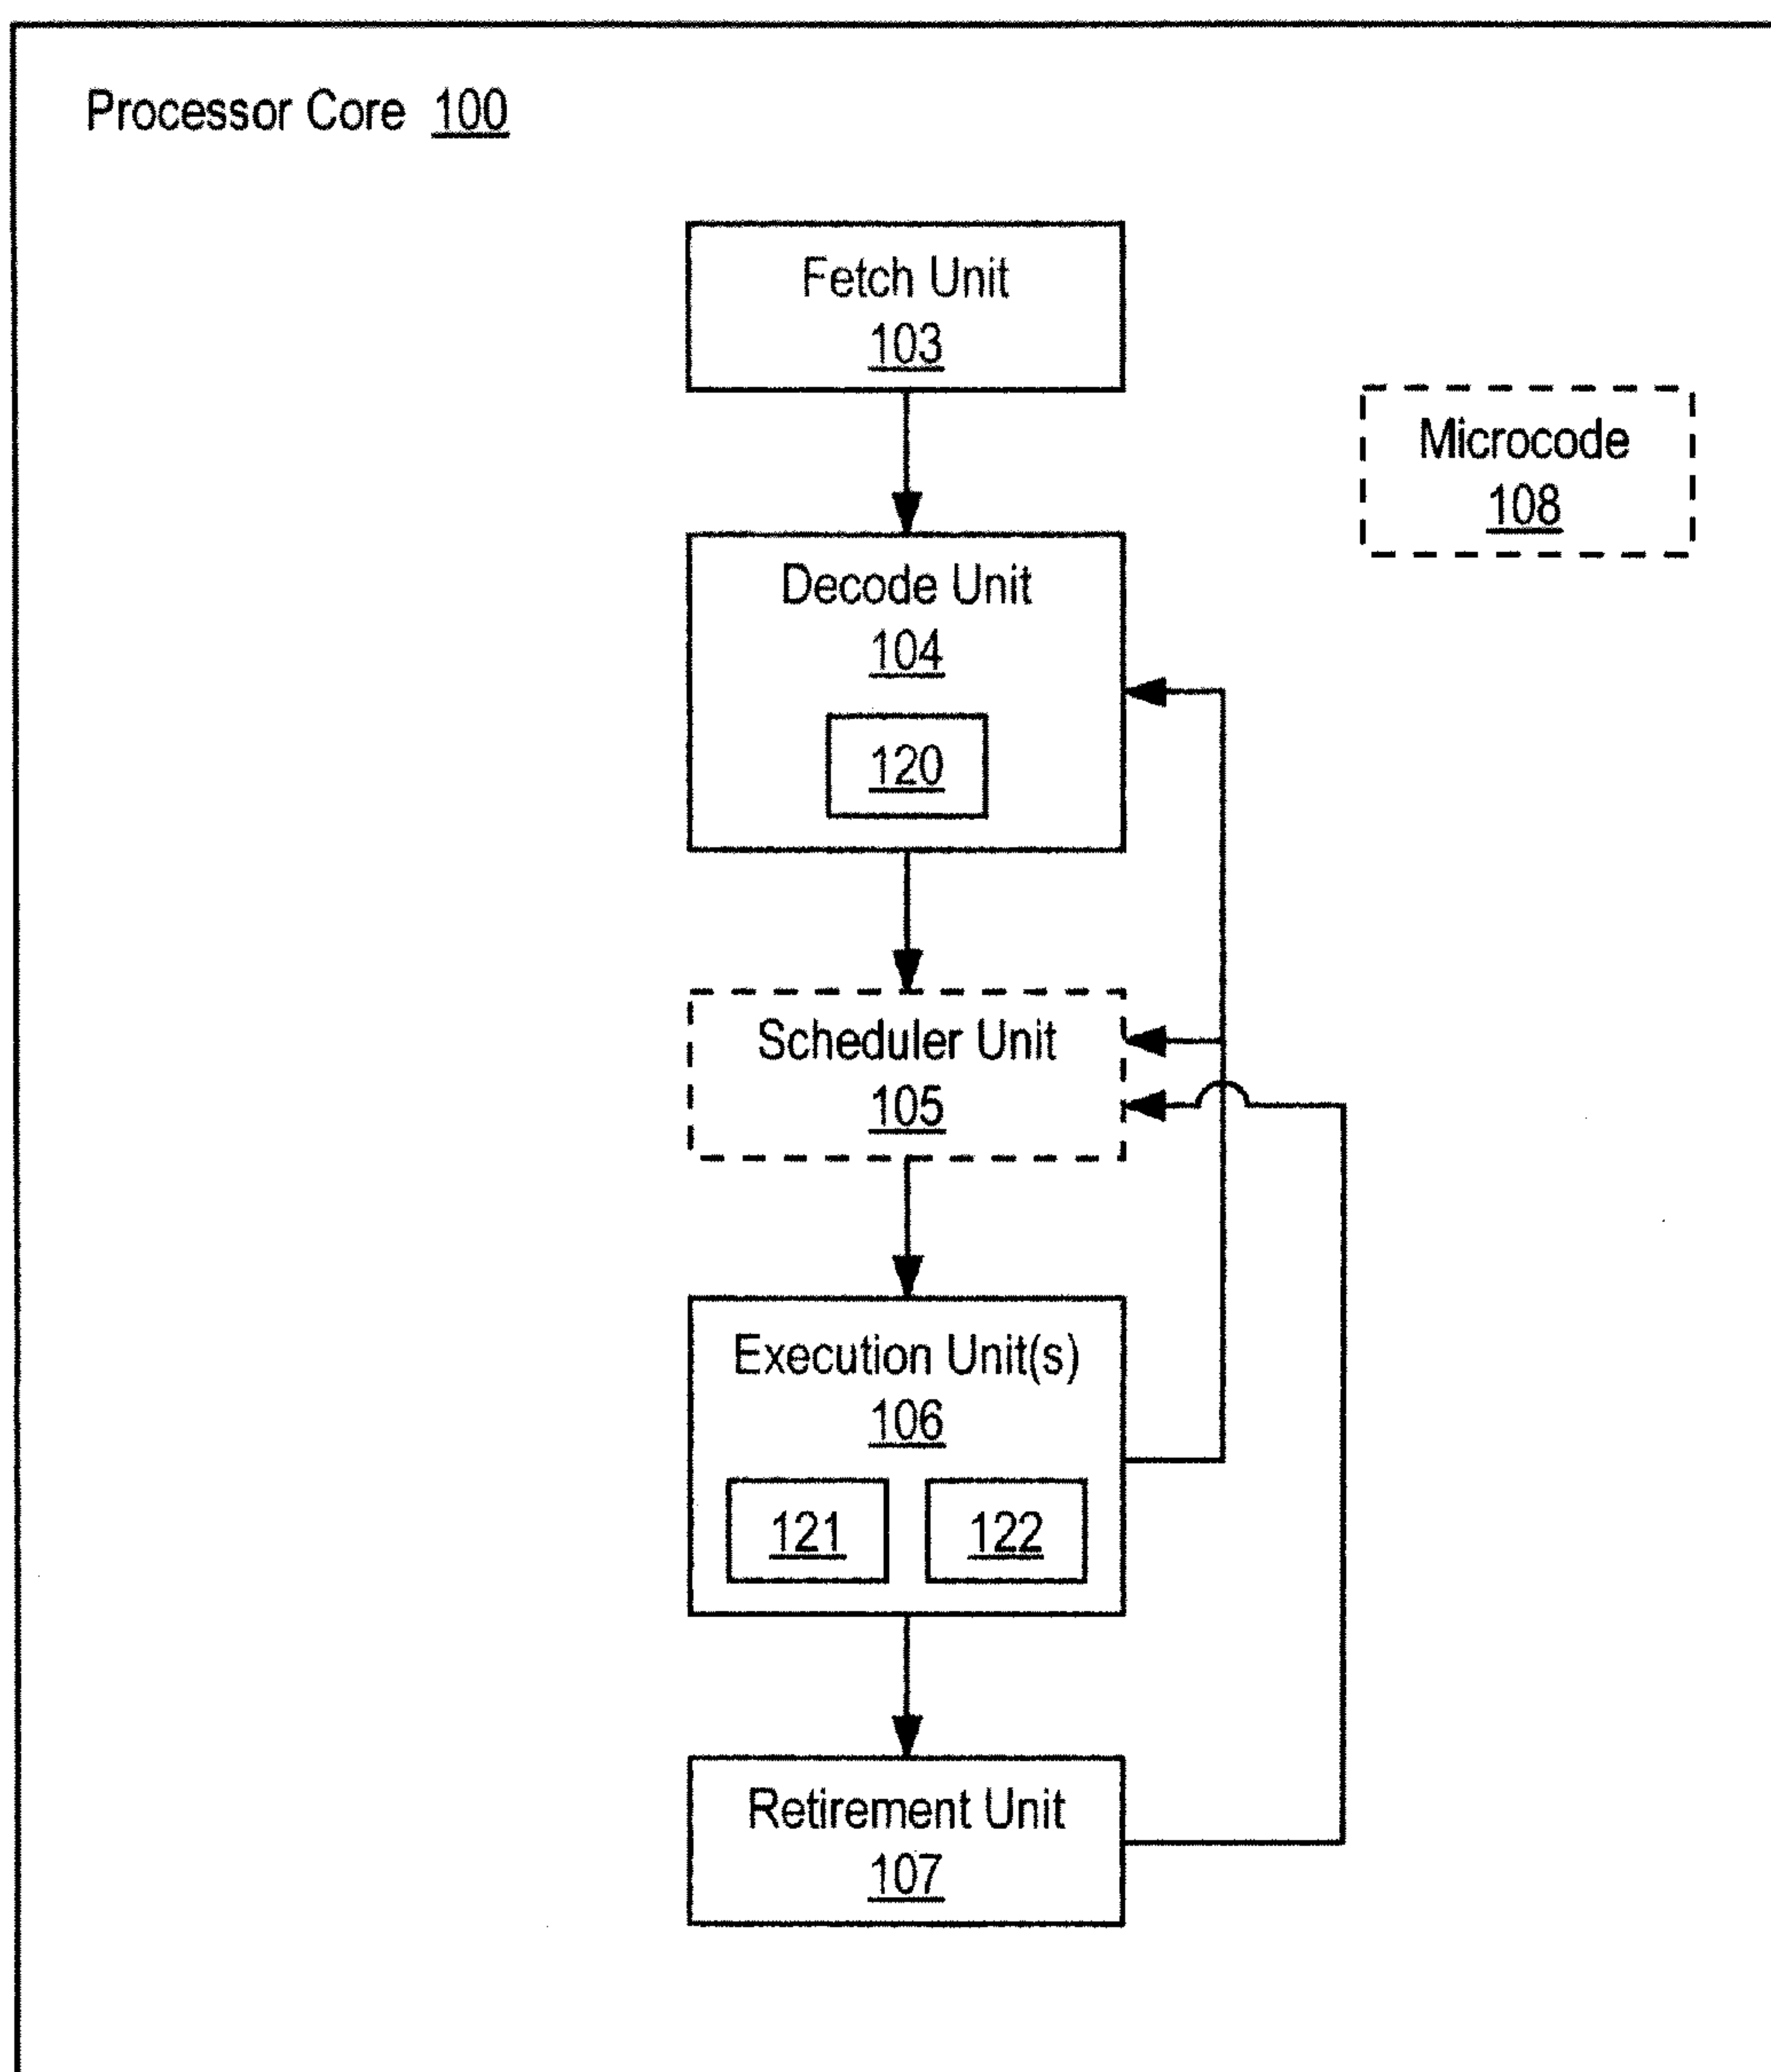 Processor Core 100
Fetch Unit
103
Microcode
108
Decode Unit
104
120
Scheduler Unit
105
Execution Unit(s)
106
121 122
Retirement Unit
107